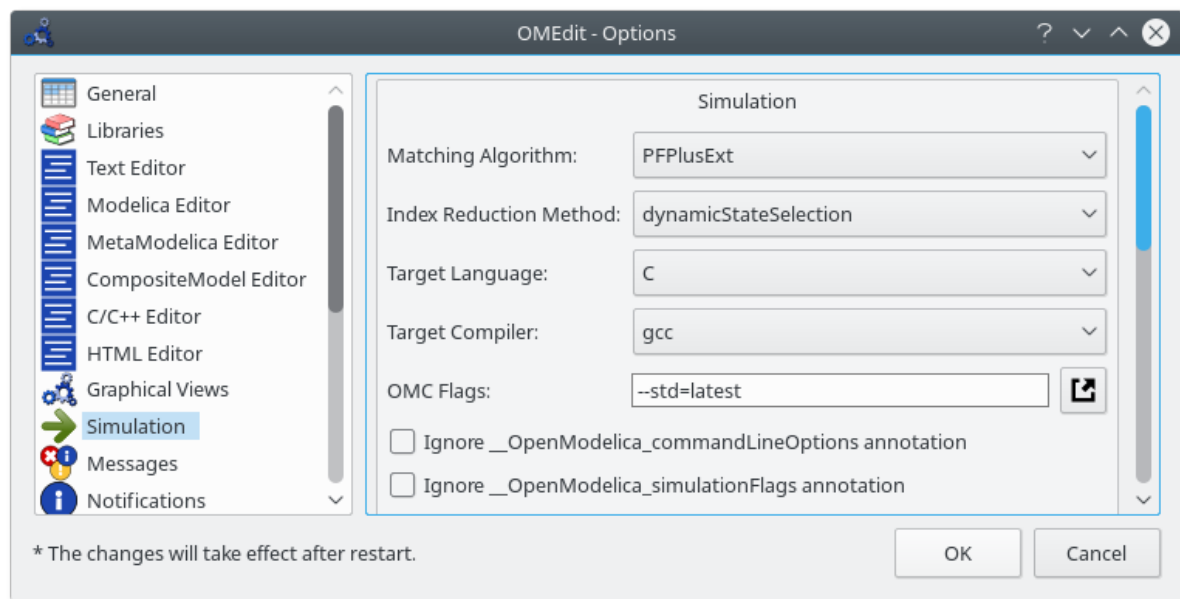 OMEdit - Options
General
Libraries
Text Editor
Modelica Editor
MetaModelica Editor
CompositeModel Editor
C/C++ Editor
HTML Editor
Graphical Views
Simulation
Messages
Notifications
Simulation
Matching Algorithm: PFPlusExt
Index Reduction Method: dynamicStateSelection
Target Language: C
Target Compiler: gcc
OMC Flags: --std=latest
Ignore __OpenModelica_commandLineOptions annotation
Ignore __OpenModelica_simulationFlags annotation
* The changes will take effect after restart.
OK Cancel